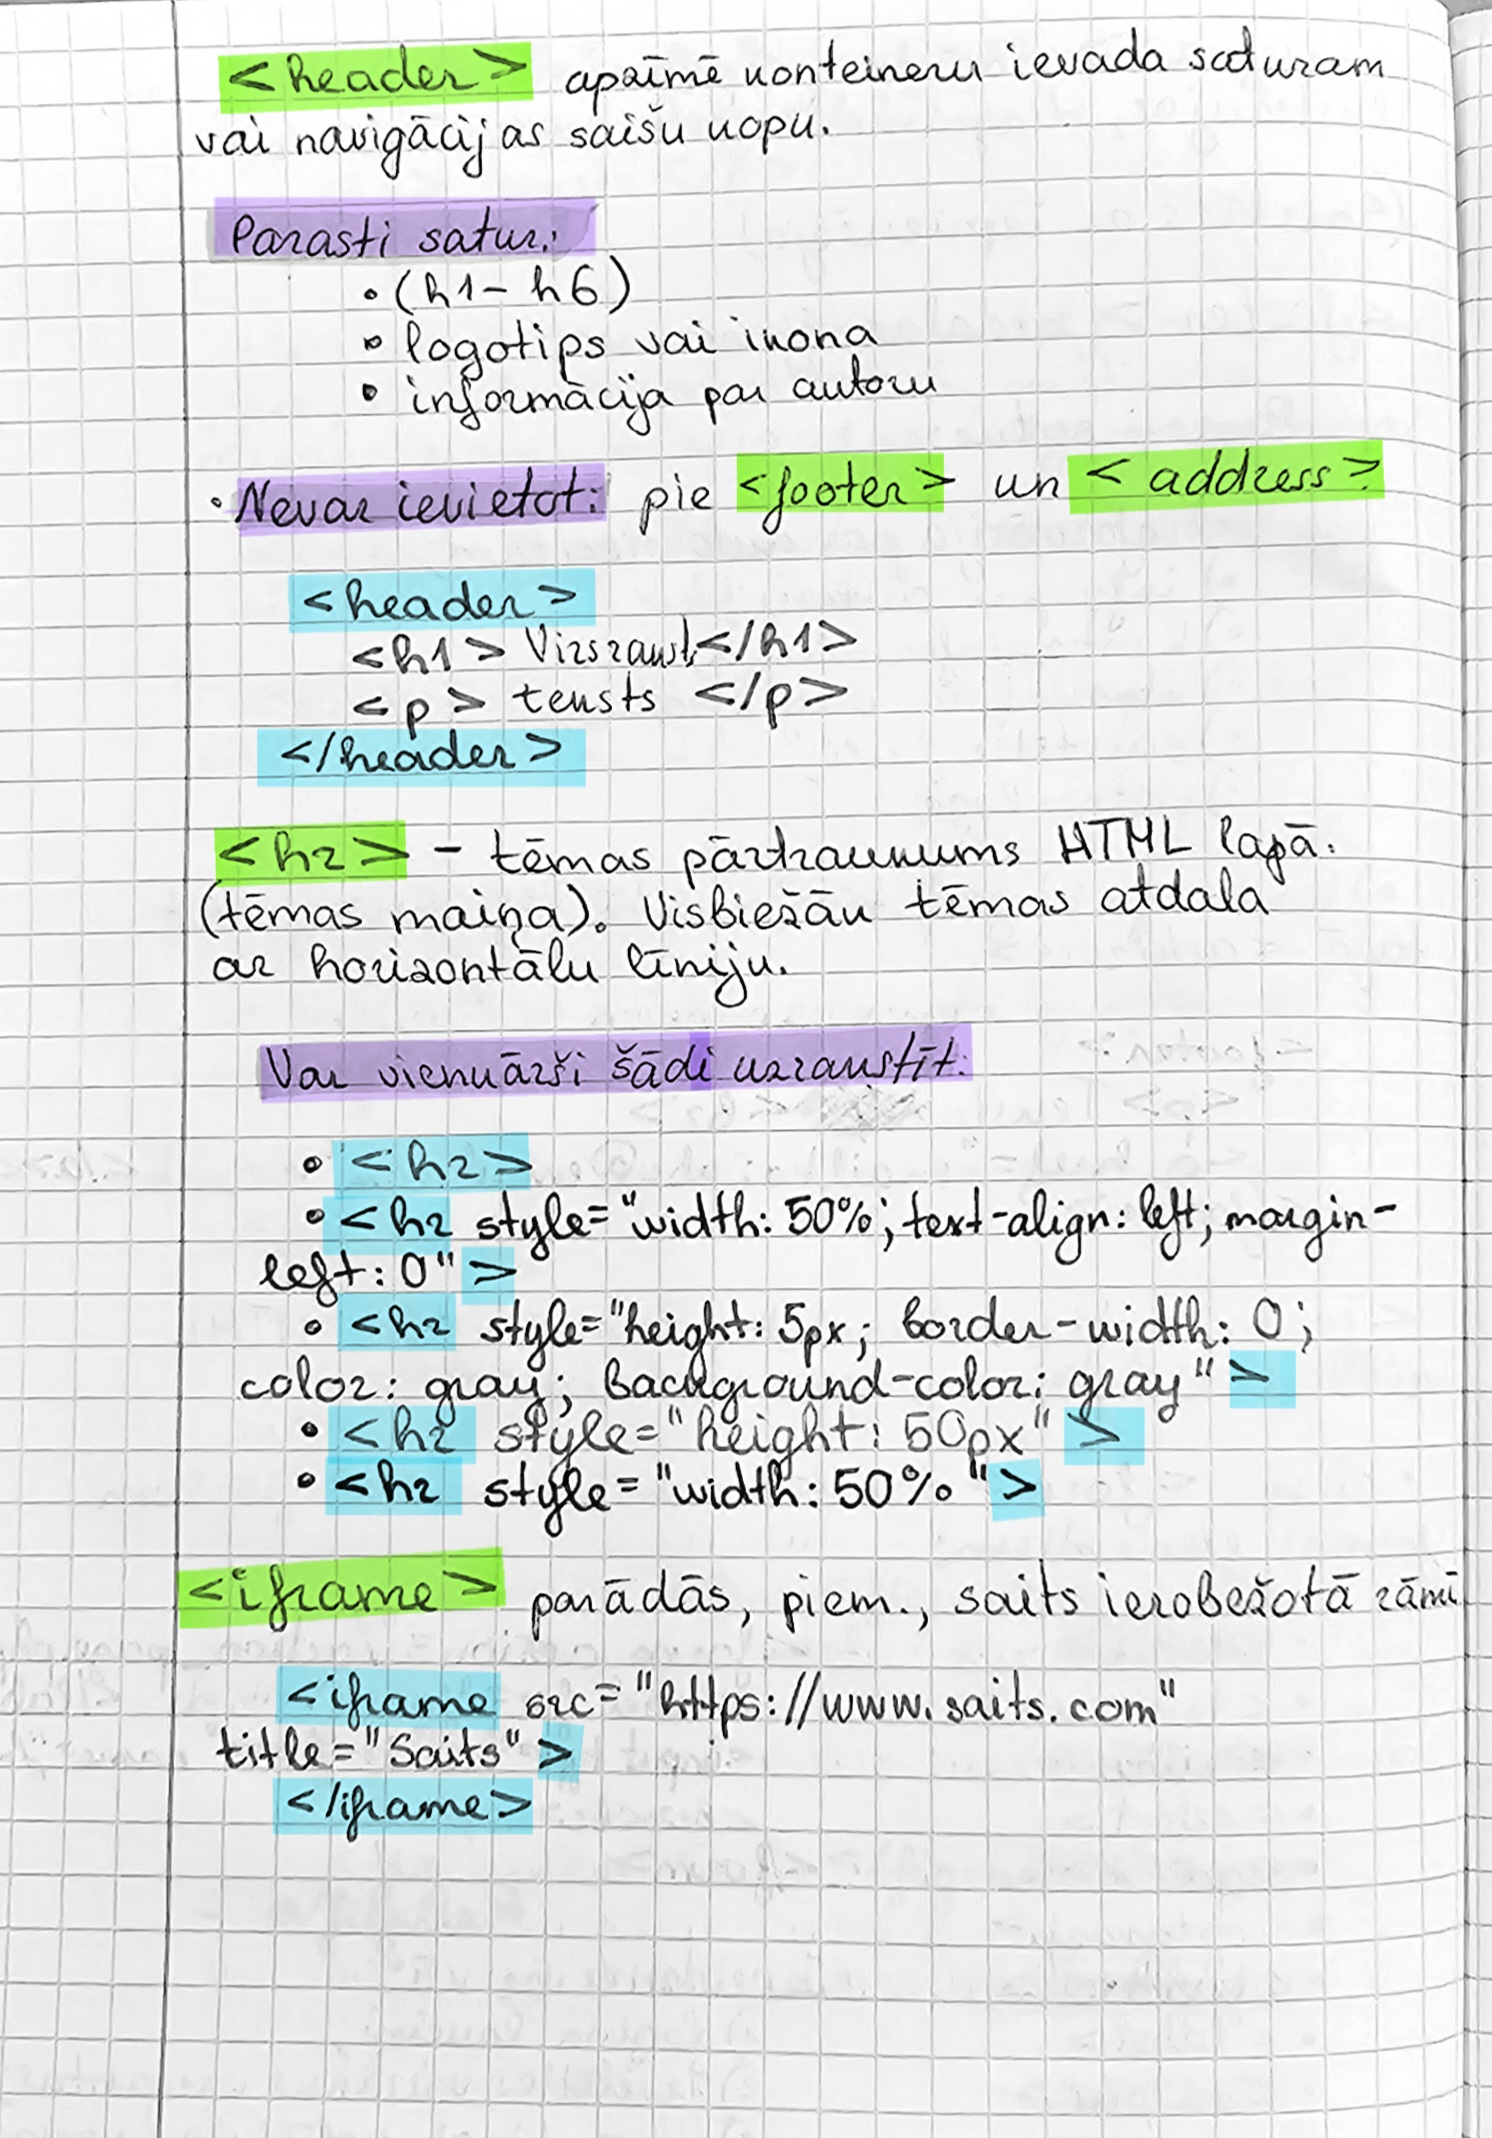 <header> apzīmē konteineru ievada saturam
vai navigācijas saišu kopu.
Parasti satur:
• (h1 - h6)
• logotips vai ikona
• informācija par autoru
• Nevar ievietot: pie <footer> un <address>
<header>
<h1> Virsrakst </h1>
<p> teksts </p>
</header>
<hr> - tēmas pārtraukums HTML lapā.
(tēmas maiņa). Visbiežāk tēmas atdala
ar horizontālu līniju.
Var vienkārši šādi uzrakstīt:
• <hr>
• <hr style="width: 50%; text-align: left; margin-
left: 0">
• <hr style="height: 5px; border-width: 0;
color: gray; background-color: gray">
• <hr style="height: 50px">
• <hr style="width: 50%">
<iframe> parādās, piem., saits ierobežotā rāmī
<iframe src="https://www.saits.com"
title="Saits">
</iframe>